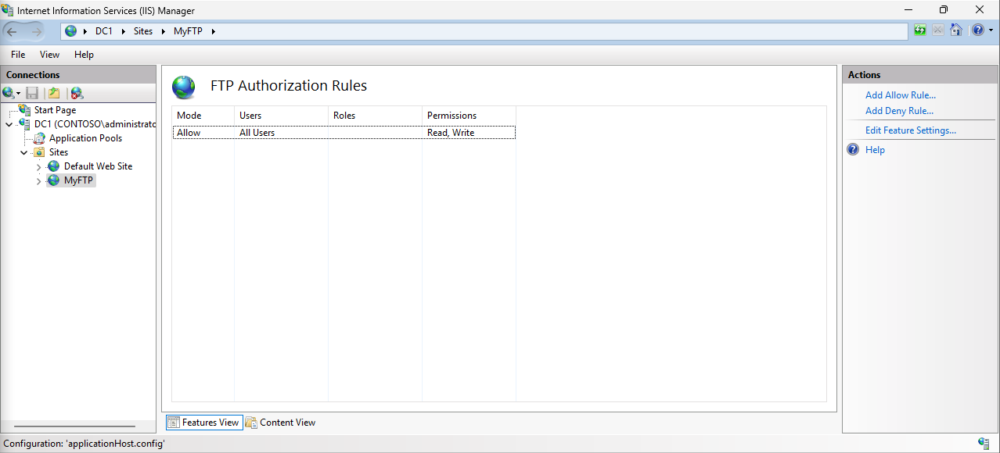 Internet Information Services (IIS) Manager
DC1 Sites MyFTP
File View Help
Connections
Start Page
DC1 (CONTOSO\administrato
Application Pools
Sites
Default Web Site
MyFTP
FTP Authorization Rules
Mode Users Roles Permissions
Allow All Users Read, Write
Features View Content View
Actions
Add Allow Rule...
Add Deny Rule...
Edit Feature Settings...
Help
Configuration: 'applicationHost.config'